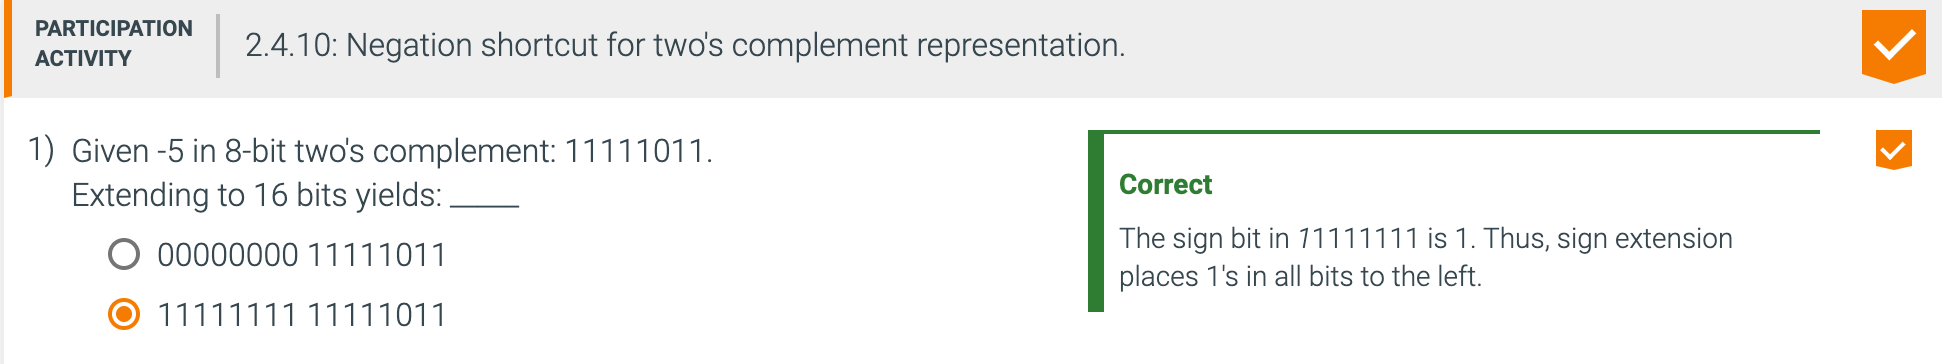 PARTICIPATION
ACTIVITY
2.4.10: Negation shortcut for two's complement representation.
1) Given -5 in 8-bit two's complement: 11111011.
Extending to 16 bits yields: _____
00000000 11111011
11111111 11111011
Correct
The sign bit in 11111111 is 1. Thus, sign extension
places 1's in all bits to the left.